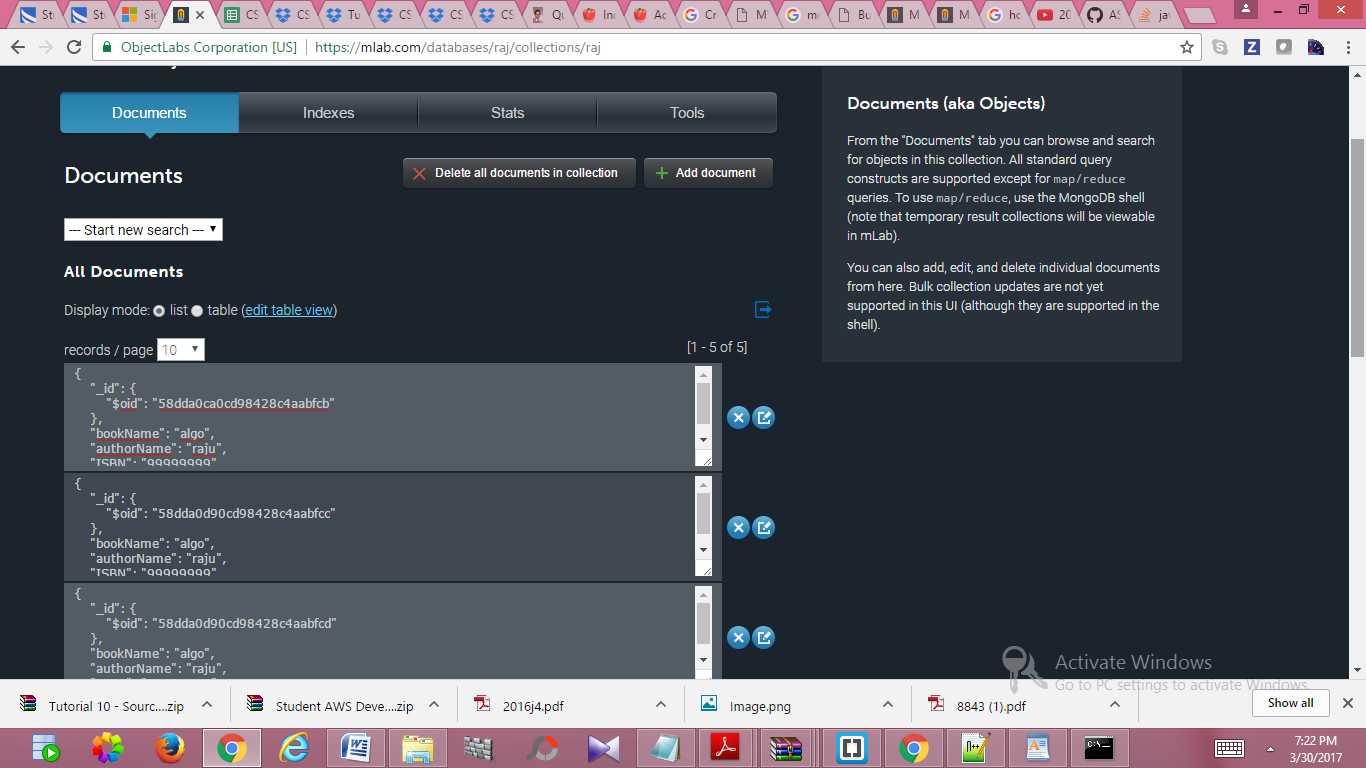 St
St
Sig
CS
CS
Tu
CS
CS
CS
Qu
Inc
Ac
Cr
M
mi
Bu
M
M
hc
20
AS
jav
ObjectLabs Corporation [US]
https://mlab.com/databases/raj/collections/raj
Documents
Indexes
Stats
Tools
Documents
Delete all documents in collection
Add document
--- Start new search ---
All Documents
Display mode: list table (edit table view)
records / page 10
[1 - 5 of 5]
{
"_id": {
"$oid": "58dda0ca0cd98428c4aabfcb"
},
"bookName": "algo",
"authorName": "raju",
"ISBN": "99999999"
{
"_id": {
"$oid": "58dda0d90cd98428c4aabfcc"
},
"bookName": "algo",
"authorName": "raju",
"ISBN": "99999999"
{
"_id": {
"$oid": "58dda0d90cd98428c4aabfcd"
},
"bookName": "algo",
"authorName": "raju",
Documents (aka Objects)
From the "Documents" tab you can browse and search
for objects in this collection. All standard query
constructs are supported except for map/reduce
queries. To use map/reduce, use the MongoDB shell
(note that temporary result collections will be viewable
in mLab).
You can also add, edit, and delete individual documents
from here. Bulk collection updates are not yet
supported in this UI (although they are supported in the
shell).
Activate Windows
Go to PC settings to activate Windows.
Tutorial 10 - Sourc....zip
Student AWS Deve....zip
2016j4.pdf
Image.png
8843 (1).pdf
Show all
7:22 PM
3/30/2017